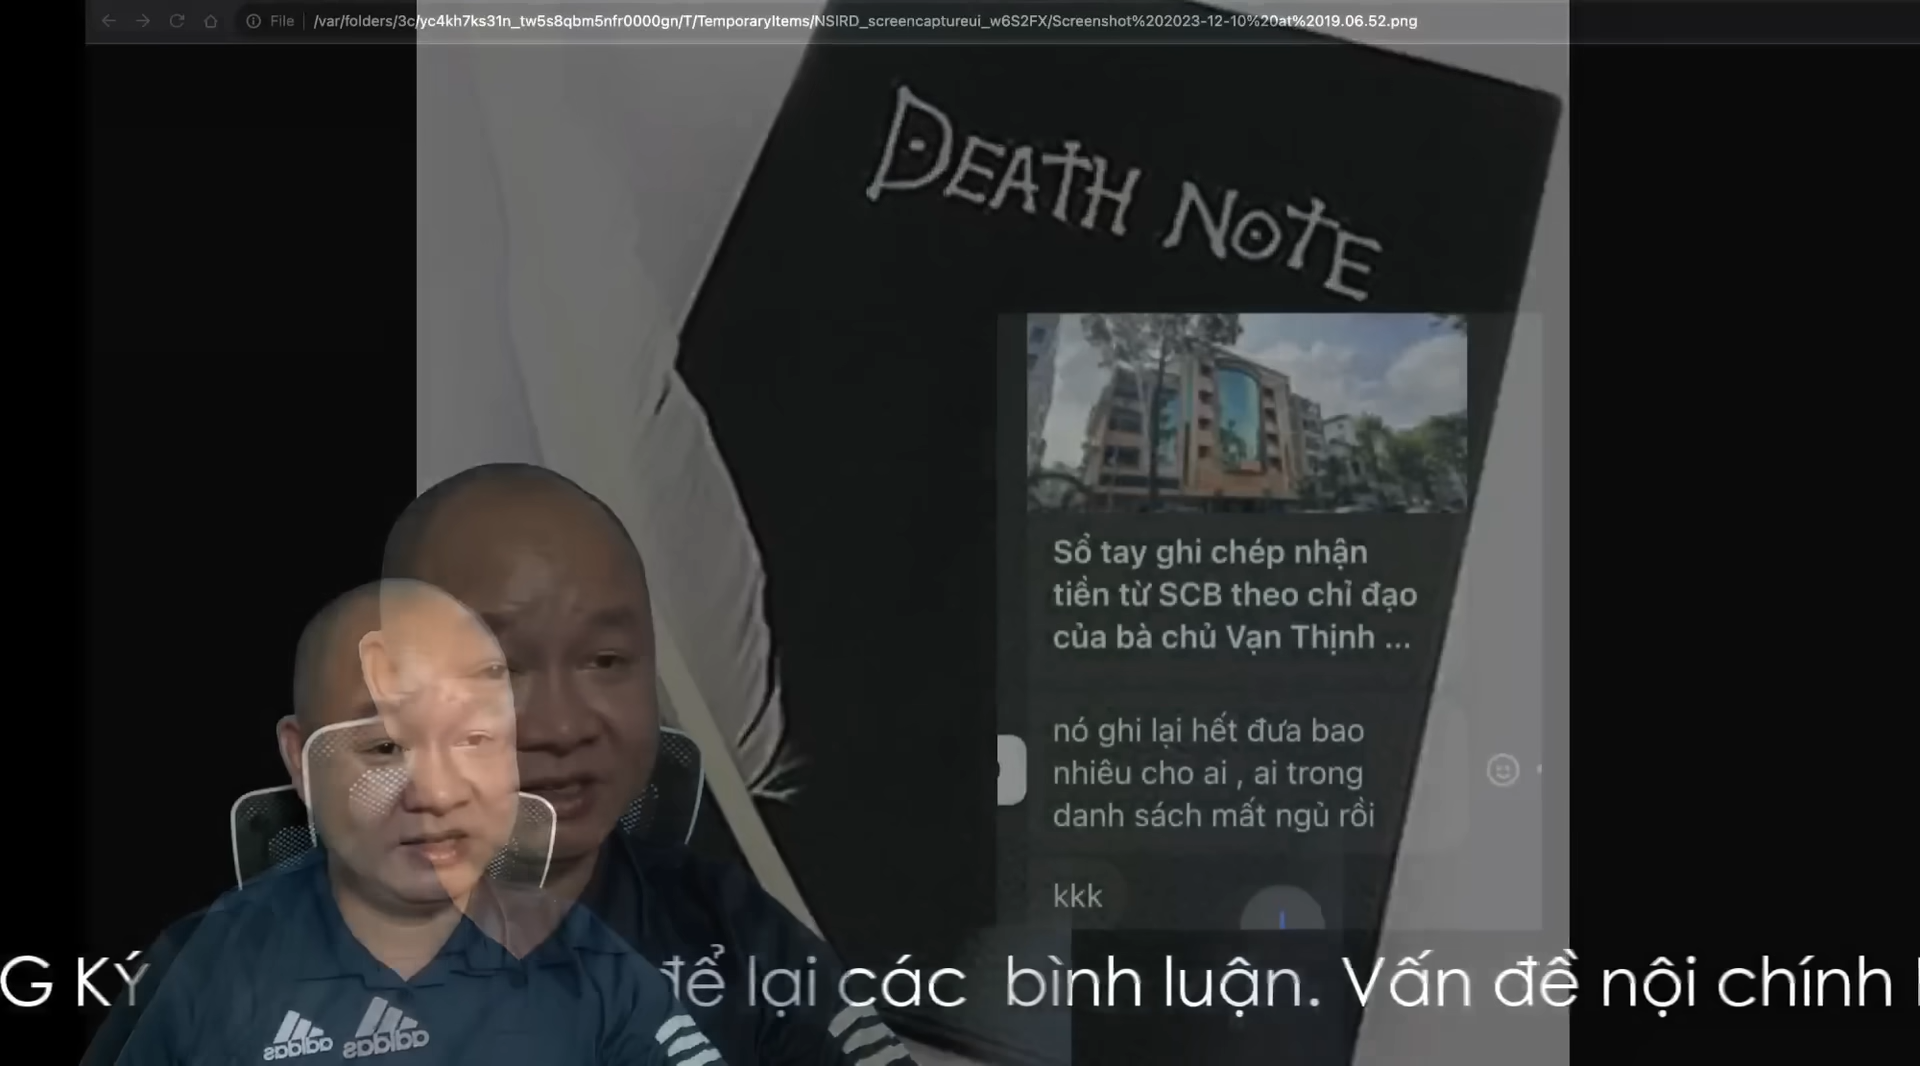 File /var/folders/3c/yc4kh7ks31n_tw5s8qbm5nfr0000gn/T/TemporaryItems/NSIRD_screencaptureui_w6S2FX/Screenshot%202023-12-10%20at%2019.06.52.png
DEATH NOTE
Sổ tay ghi chép nhận
tiền từ SCB theo chỉ đạo
của bà chủ Vạn Thịnh ...
nó ghi lại hết đưa bao
nhiêu cho ai , ai trong
danh sách mất ngủ rồi
kkk
G KÝ để lại các bình luận. Vấn đề nội chính
adidas adidas